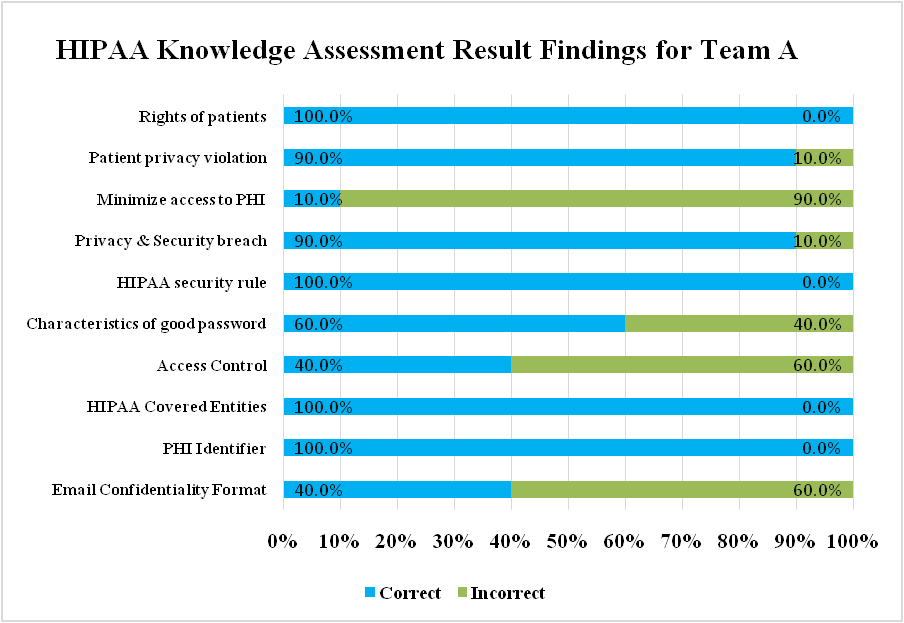 HIPAA Knowledge Assessment Result Findings for Team A
Rights of patients 100.0% 0.0%
Patient privacy violation 90.0% 10.0%
Minimize access to PHI 10.0% 90.0%
Privacy & Security breach 90.0% 10.0%
HIPAA security rule 100.0% 0.0%
Characteristics of good password 60.0% 40.0%
Access Control 40.0% 60.0%
HIPAA Covered Entities 100.0% 0.0%
PHI Identifier 100.0% 0.0%
Email Confidentiality Format 40.0% 60.0%
0% 10% 20% 30% 40% 50% 60% 70% 80% 90% 100%
Correct Incorrect